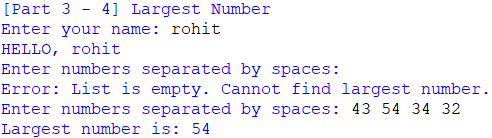 [Part 3 - 4] Largest Number
Enter your name: rohit
HELLO, rohit
Enter numbers separated by spaces:
Error: List is empty. Cannot find largest number.
Enter numbers separated by spaces: 43 54 34 32
Largest number is: 54